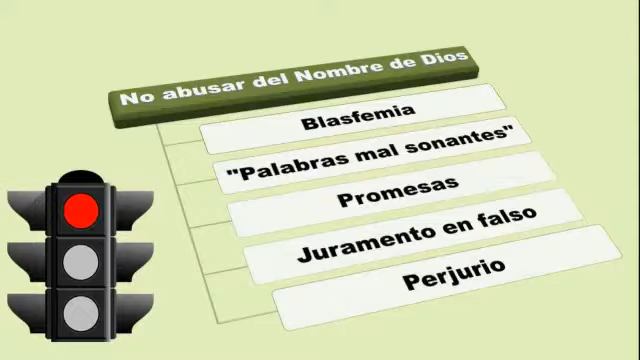 No abusar del Nombre de Dios
Blasfemia
"Palabras mal sonantes"
Promesas
Juramento en falso
Perjurio